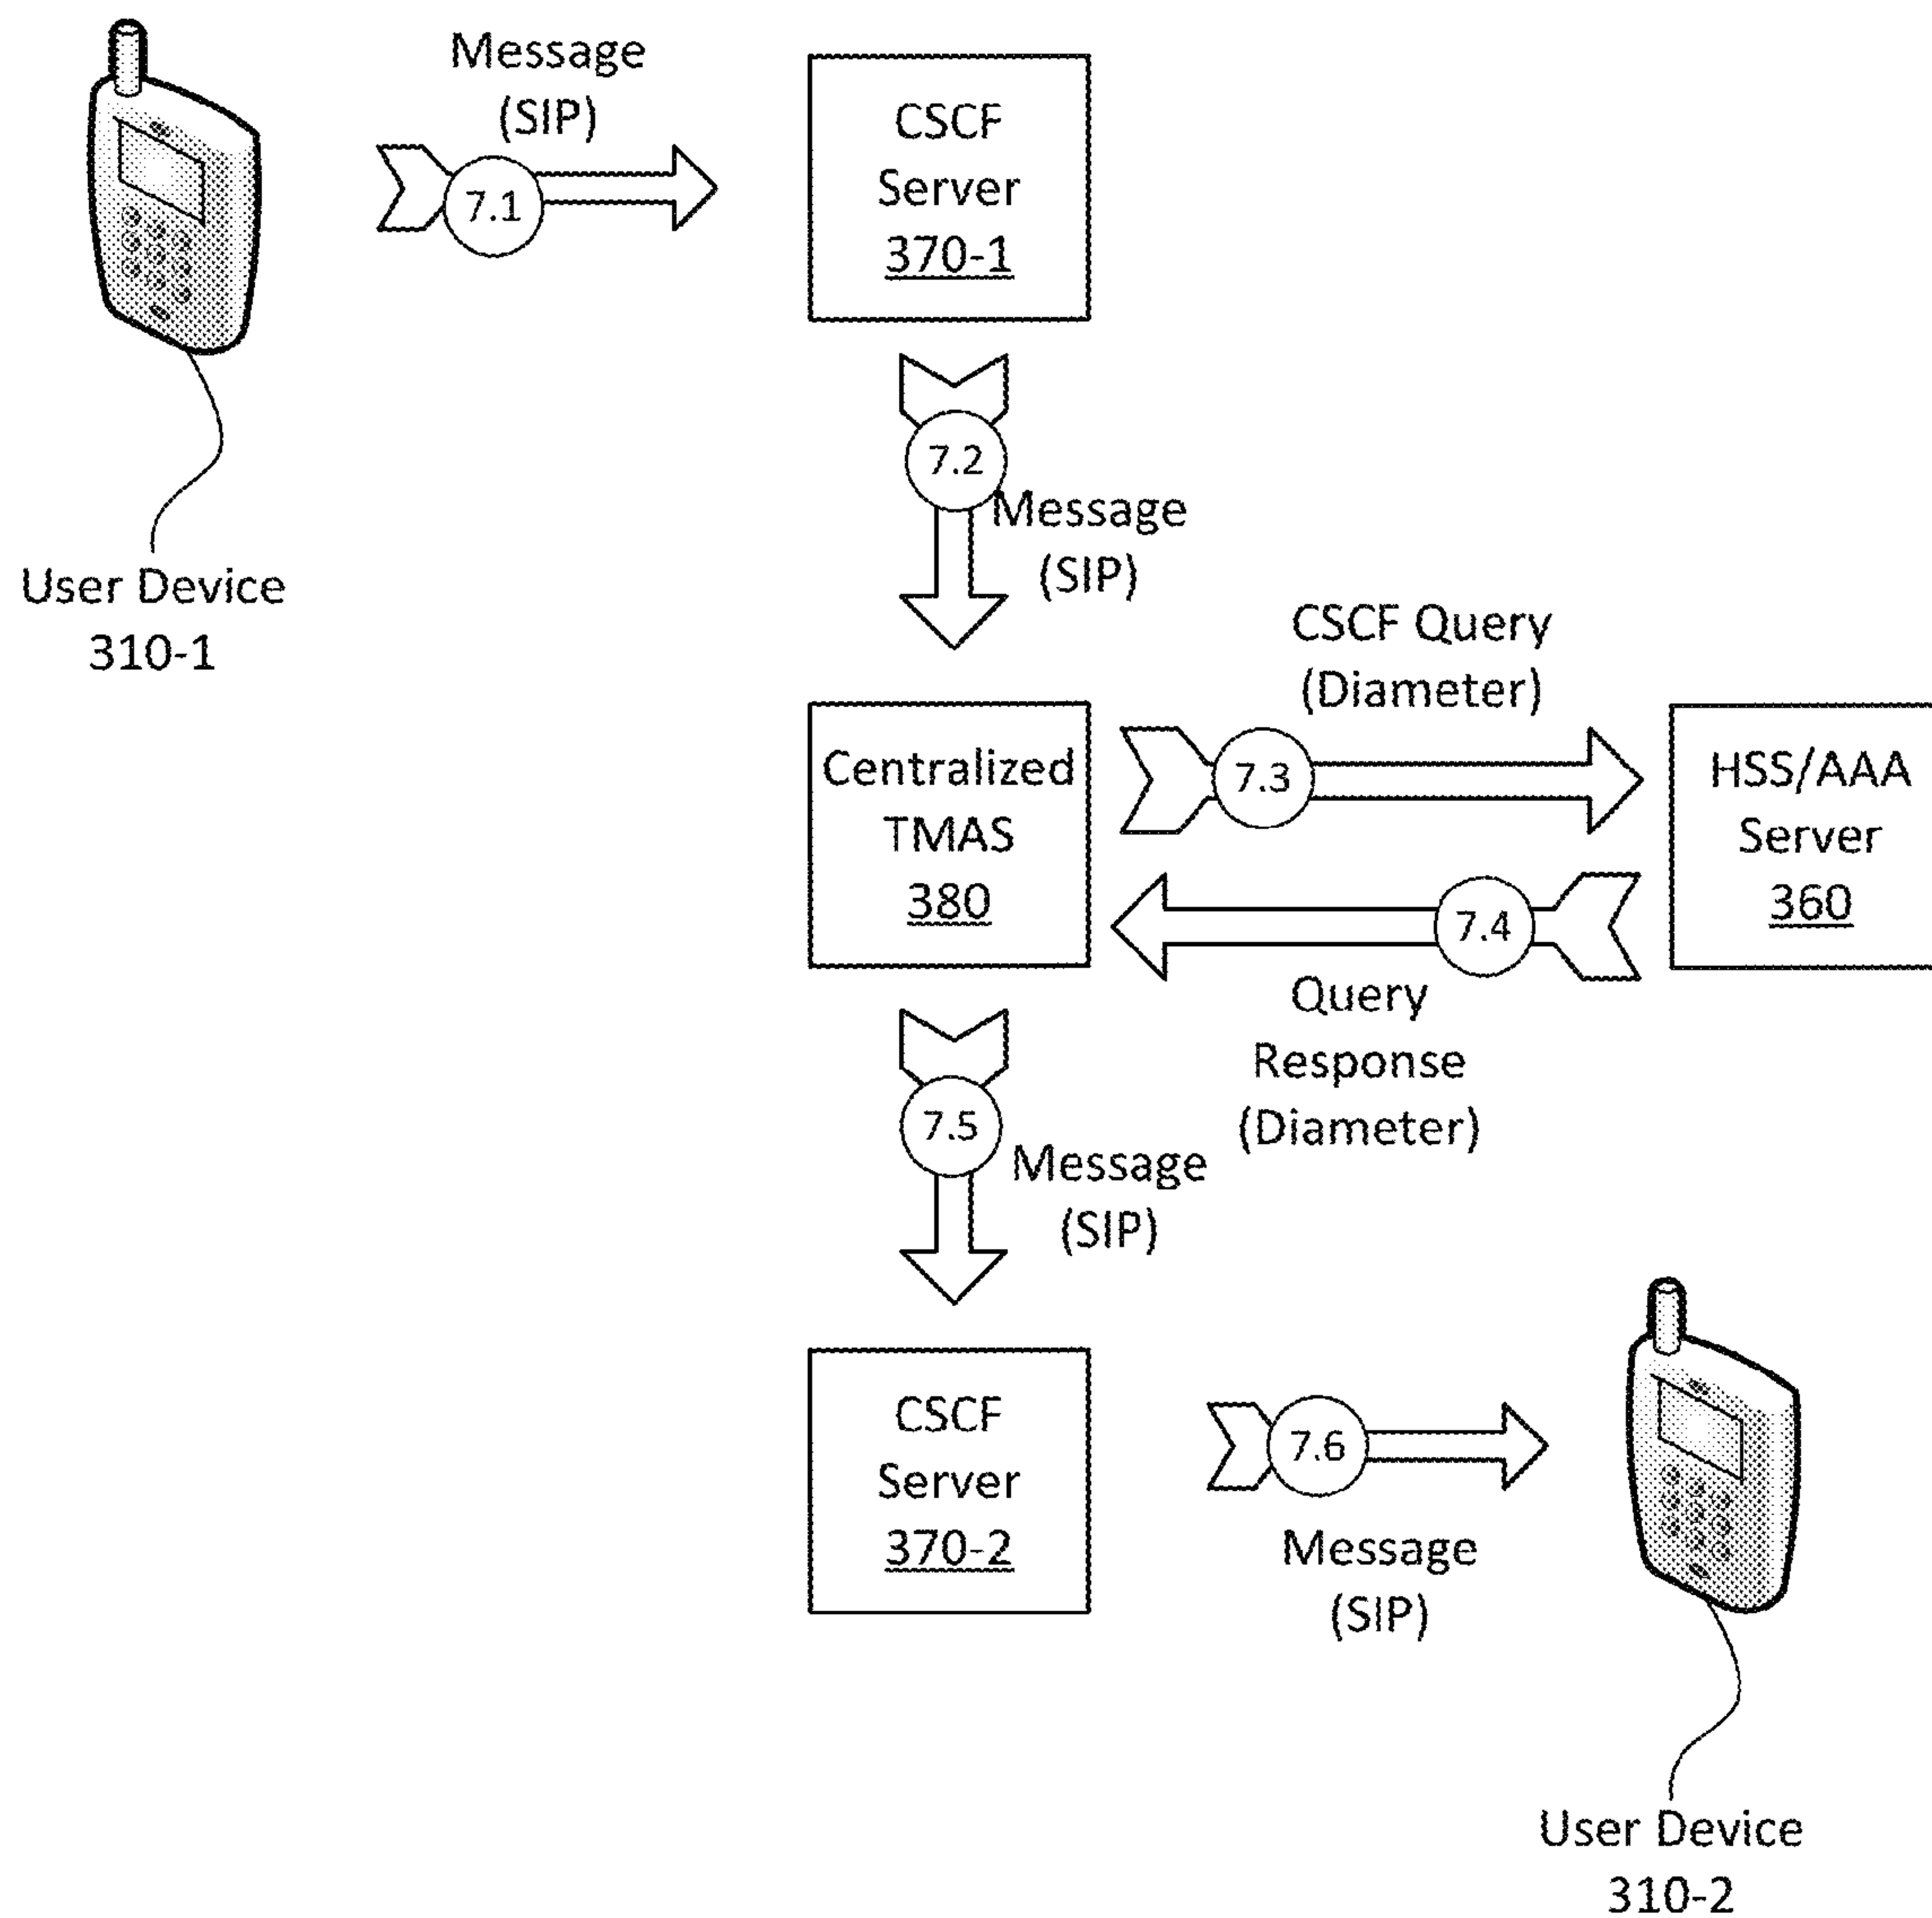 Message
(SIP)
7.1
CSCF
Server
370-1
User Device
310-1
7.2
Message
(SIP)
CSCF Query
(Diameter)
Centralized
TMAS
380
7.3
HSS/AAA
Server
360
7.4
Query
Response
(Diameter)
7.5
Message
(SIP)
CSCF
Server
370-2
7.6
Message
(SIP)
User Device
310-2